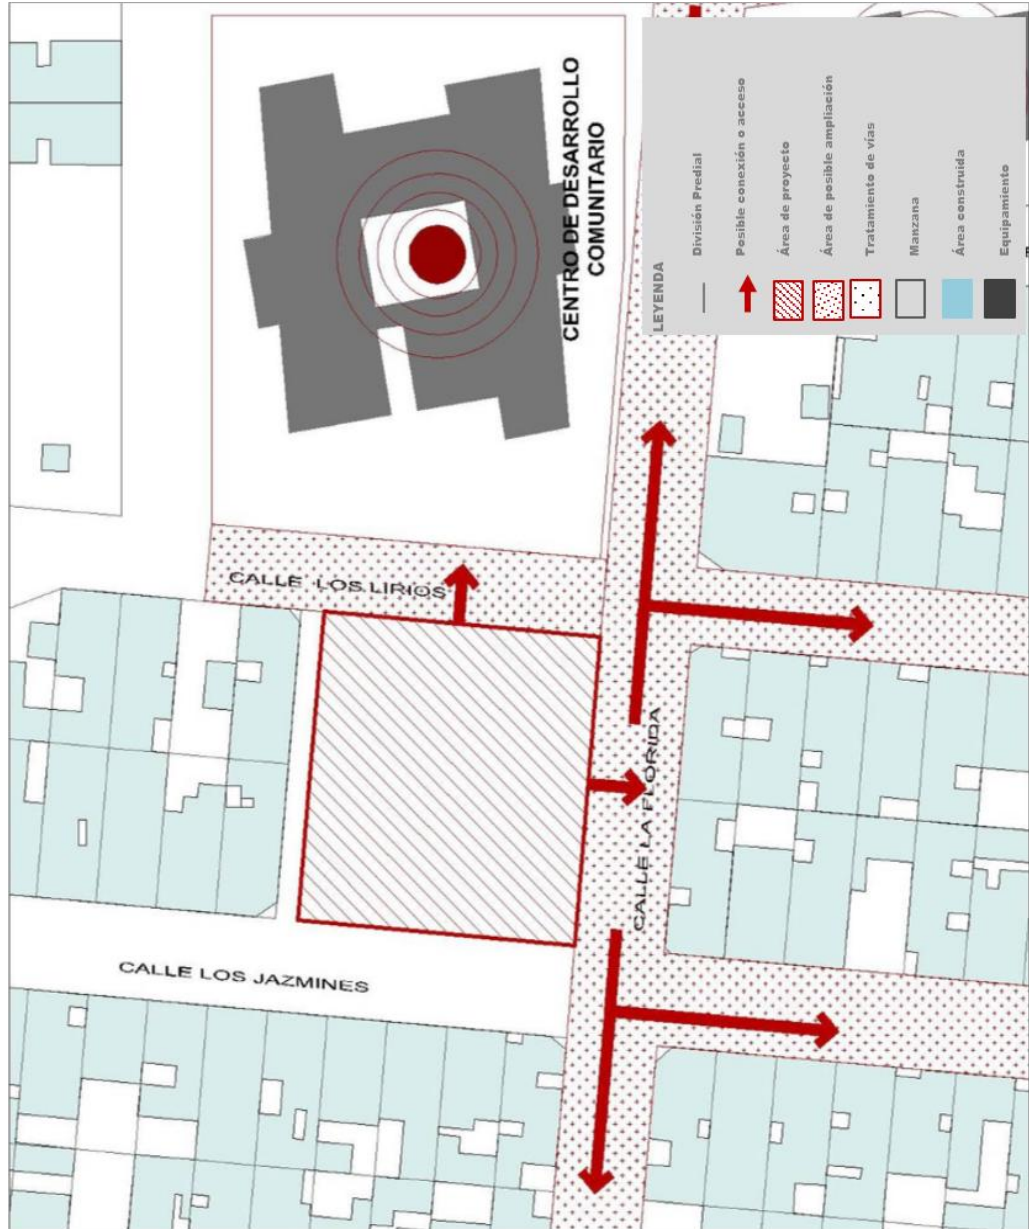 CENTRO DE DESARROLLO
COMUNITARIO
LEYENDA
División Predial
Posible conexión o acceso
Área de proyecto
Área de posible ampliación
Tratamiento de vías
Manzana
Área construida
Equipamiento
CALLE LOS LIRIOS
CALLE LA FLORIDA
CALLE LOS JAZMINES